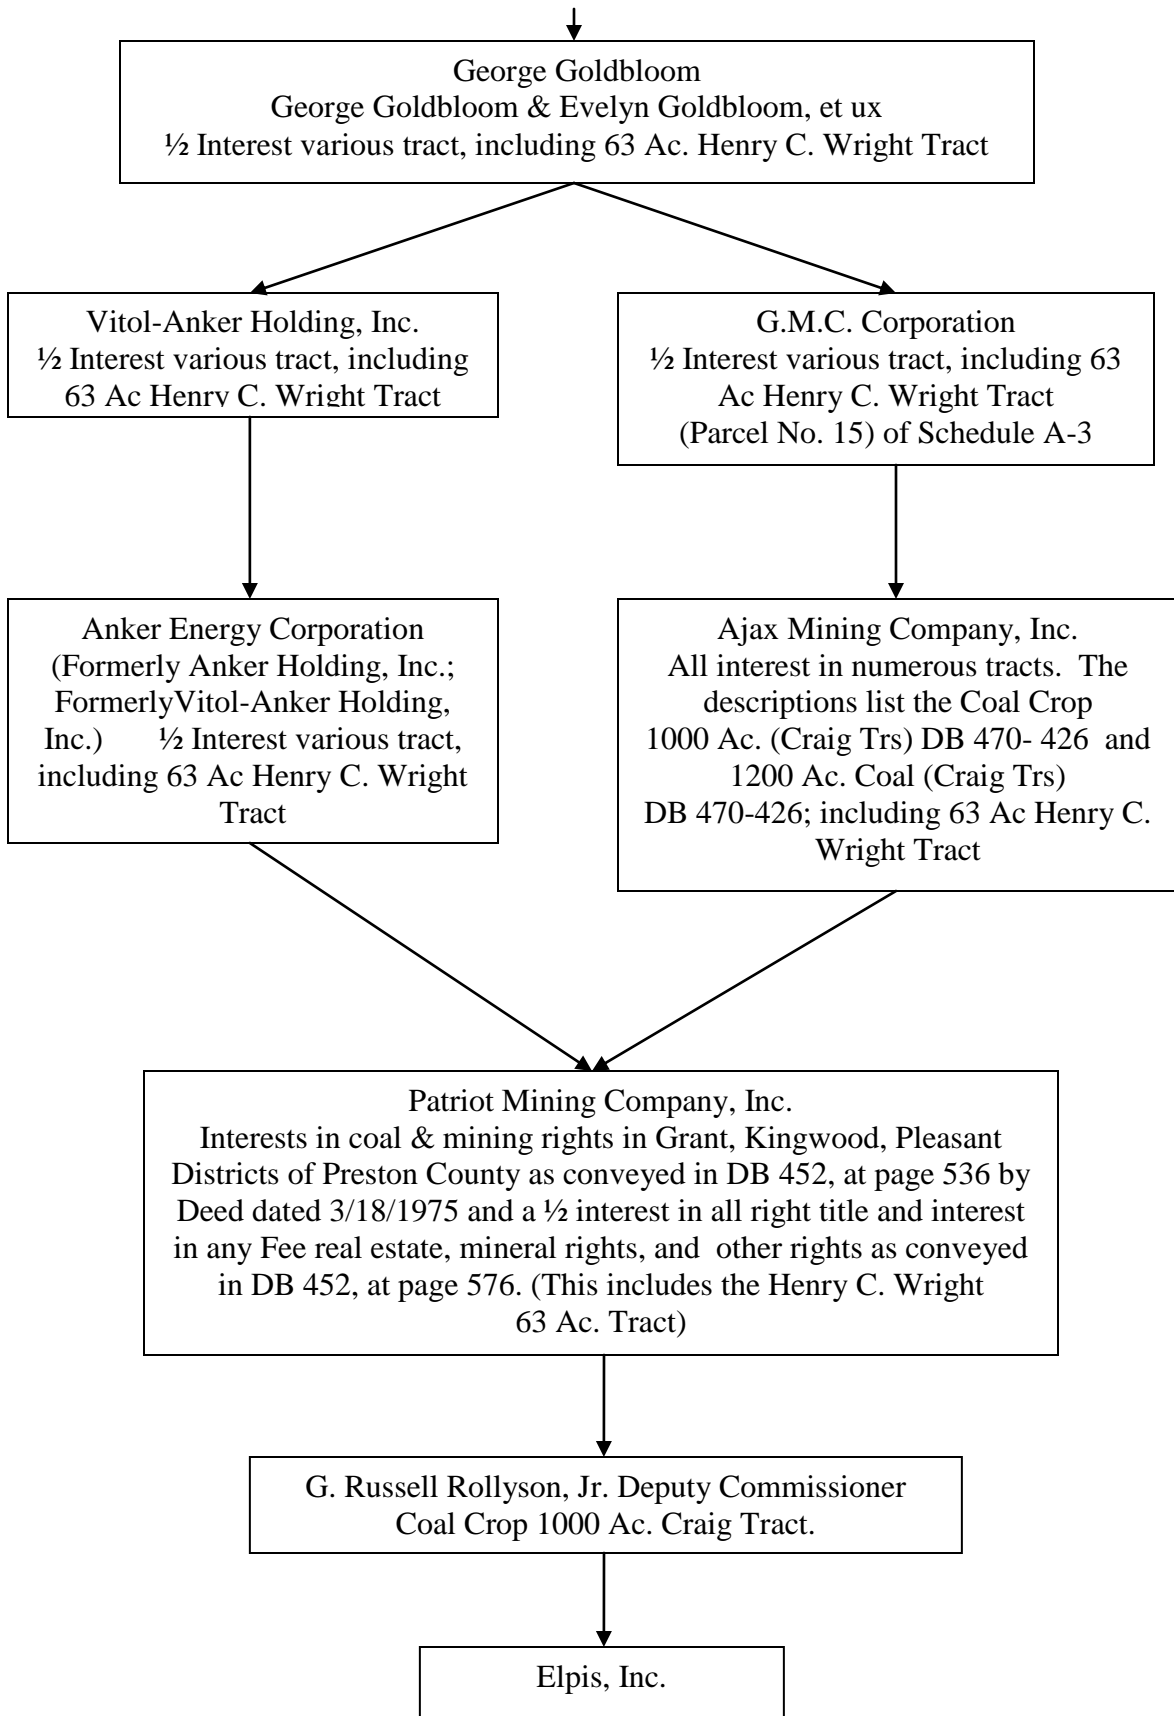 George Goldbloom
George Goldbloom & Evelyn Goldbloom, et ux
½ Interest various tract, including 63 Ac. Henry C. Wright Tract
Vitol-Anker Holding, Inc.
½ Interest various tract, including
63 Ac Henry C. Wright Tract
G.M.C. Corporation
½ Interest various tract, including 63
Ac Henry C. Wright Tract
(Parcel No. 15) of Schedule A-3
Anker Energy Corporation
(Formerly Anker Holding, Inc.;
FormerlyVitol-Anker Holding,
Inc.) ½ Interest various tract,
including 63 Ac Henry C. Wright
Tract
Ajax Mining Company, Inc.
All interest in numerous tracts. The
descriptions list the Coal Crop
1000 Ac. (Craig Trs) DB 470- 426 and
1200 Ac. Coal (Craig Trs)
DB 470-426; including 63 Ac Henry C.
Wright Tract
Patriot Mining Company, Inc.
Interests in coal & mining rights in Grant, Kingwood, Pleasant
Districts of Preston County as conveyed in DB 452, at page 536 by
Deed dated 3/18/1975 and a ½ interest in all right title and interest
in any Fee real estate, mineral rights, and other rights as conveyed
in DB 452, at page 576. (This includes the Henry C. Wright
63 Ac. Tract)
G. Russell Rollyson, Jr. Deputy Commissioner
Coal Crop 1000 Ac. Craig Tract.
Elpis, Inc.